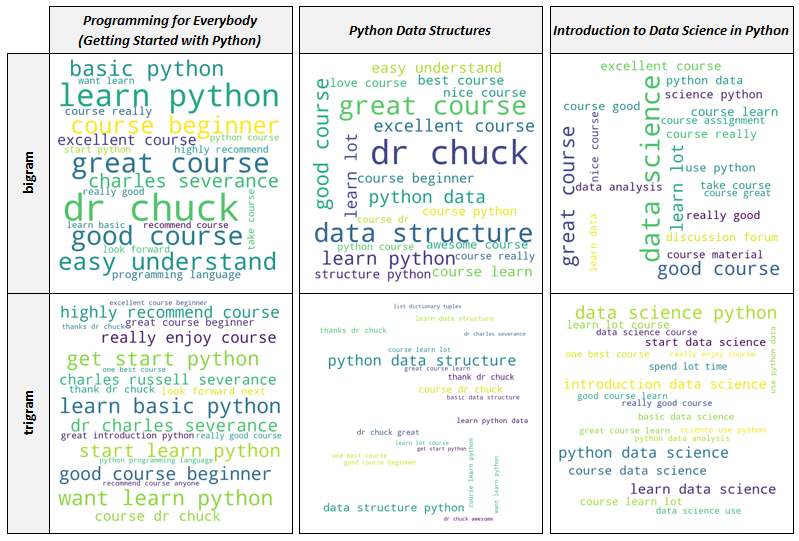 Programming for Everybody
(Getting Started with Python)
Python Data Structures
Introduction to Data Science in Python
bigram
basic python
want learn
learn python
course really
course beginner
excellent course
python course
start python
highly recommend
great course
charles severance
really good
dr chuck
learn basic
recommend course
take course
good course
look forward
easy understand
programming language
easy understand
love course
best course
nice course
good course
great course
excellent course
learn lot
dr chuck
course beginner
python data
course python
course dr
data structure
python course
awesome course
learn python
course really
structure python
course learn
excellent course
python data
science python
course good
course learn
nice course
course assignment
data science
course really
great course
learn lot
use python
data analysis
take course
course great
really good
learn data
discussion forum
course material
good course
trigram
excellent course beginner
highly recommend course
thanks dr chuck
great course beginner
really enjoy course
get start python
one best course
charles russell severance
thank dr chuck
look forward next
learn basic python
dr charles severance
great introduction python
really good course
start learn python
python programming language
good course beginner
recommend course anyone
want learn python
course dr chuck
list dictionary tuples
learn data structure
thanks dr chuck
dr charles severance
course learn lot
python data structure
great course learn
thank dr chuck
course dr chuck
basic data structure
learn python data
dr chuck great
learn lot course
get start python
one best course
good course beginner
course learn python
want learn python
data structure python
dr chuck awesome
data science python
learn lot course
data science course
start data science
one best course
really enjoy course
use python data
spend lot time
introduction data science
good course learn
really good course
basic data science
great course learn
science use python
python data analysis
python data science
course data science
learn data science
course learn lot
data science use